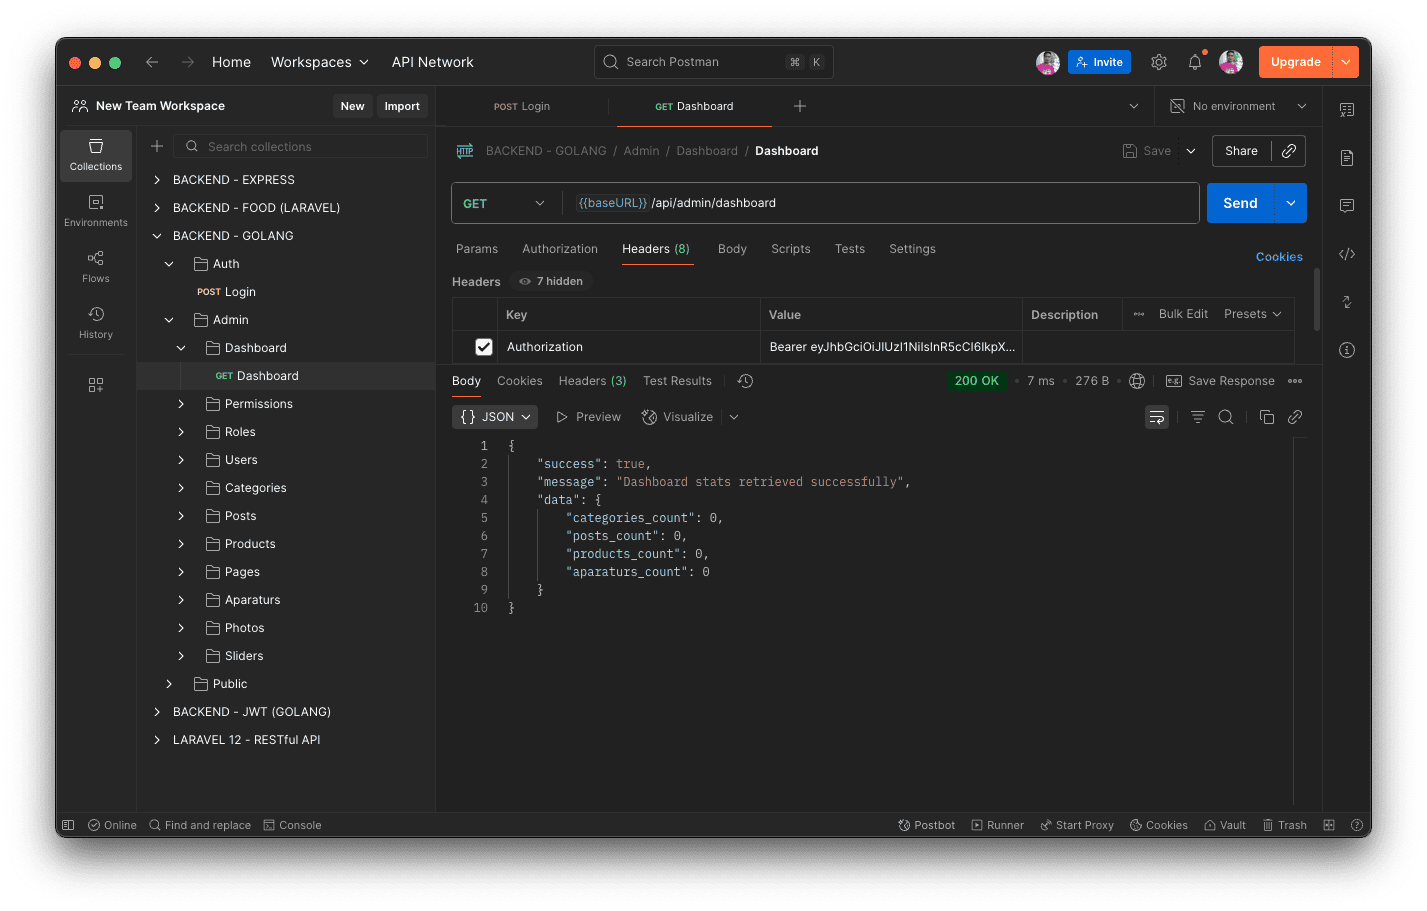 Home Workspaces API Network Search Postman ⌘ K Invite Upgrade
New Team Workspace New Import
POST Login GET Dashboard No environment
Collections
Environments
Flows
History
Search collections
BACKEND - EXPRESS
BACKEND - FOOD (LARAVEL)
BACKEND - GOLANG
Auth
POST Login
Admin
Dashboard
GET Dashboard
Permissions
Roles
Users
Categories
Posts
Products
Pages
Aparaturs
Photos
Sliders
Public
BACKEND - JWT (GOLANG)
LARAVEL 12 - RESTful API
HTTP BACKEND - GOLANG / Admin / Dashboard / Dashboard Save Share
GET {{baseURL}} /api/admin/dashboard Send
Params Authorization Headers (8) Body Scripts Tests Settings Cookies
Headers 7 hidden
Key Value Description Bulk Edit Presets
Authorization Bearer eyJhbGciOiJIUzI1NiIsInR5cCI6IkpX...
Body Cookies Headers (3) Test Results 200 OK • 7 ms • 276 B Save Response
{} JSON Preview Visualize
1 {
2 "success": true,
3 "message": "Dashboard stats retrieved successfully",
4 "data": {
5 "categories_count": 0,
6 "posts_count": 0,
7 "products_count": 0,
8 "aparaturs_count": 0
9 }
10 }
Online Find and replace Console Postbot Runner Start Proxy Cookies Vault Trash